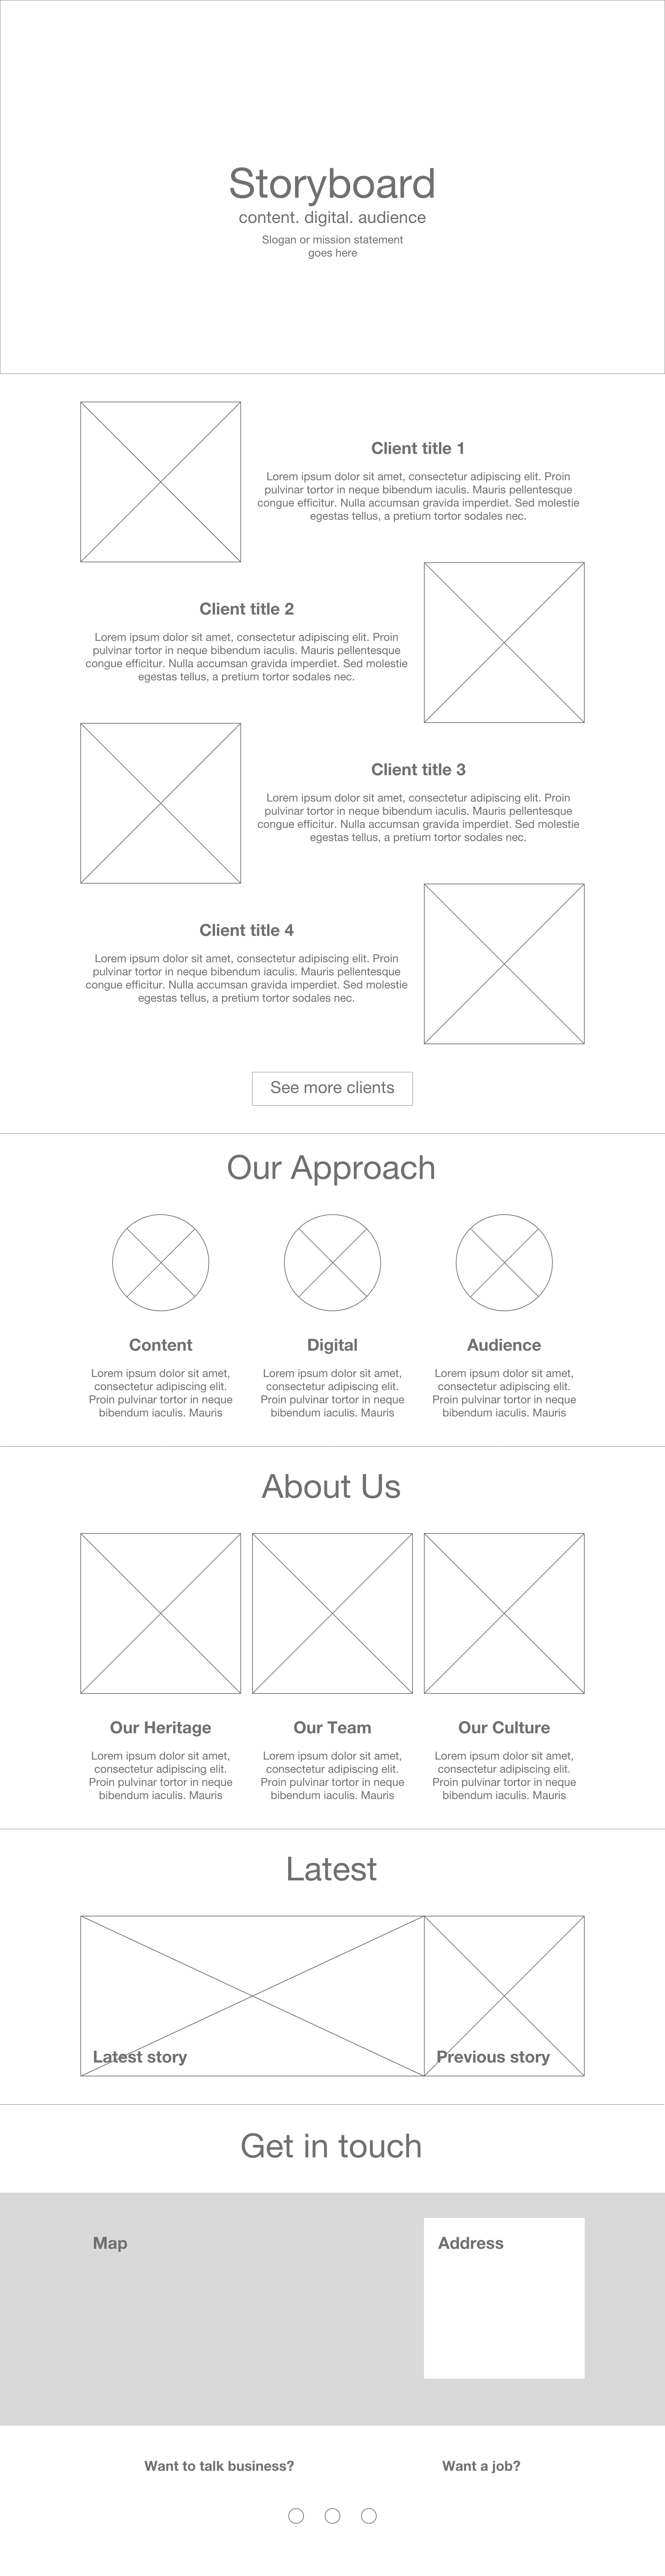 Storyboard
content. digital. audience
Slogan or mission statement
goes here
Client title 1
Lorem ipsum dolor sit amet, consectetur adipiscing elit. Proin
pulvinar tortor in neque bibendum iaculis. Mauris pellentesque
congue efficitur. Nulla accumsan gravida imperdiet. Sed molestie
egestas tellus, a pretium tortor sodales nec.
Client title 2
Lorem ipsum dolor sit amet, consectetur adipiscing elit. Proin
pulvinar tortor in neque bibendum iaculis. Mauris pellentesque
congue efficitur. Nulla accumsan gravida imperdiet. Sed molestie
egestas tellus, a pretium tortor sodales nec.
Client title 3
Lorem ipsum dolor sit amet, consectetur adipiscing elit. Proin
pulvinar tortor in neque bibendum iaculis. Mauris pellentesque
congue efficitur. Nulla accumsan gravida imperdiet. Sed molestie
egestas tellus, a pretium tortor sodales nec.
Client title 4
Lorem ipsum dolor sit amet, consectetur adipiscing elit. Proin
pulvinar tortor in neque bibendum iaculis. Mauris pellentesque
congue efficitur. Nulla accumsan gravida imperdiet. Sed molestie
egestas tellus, a pretium tortor sodales nec.
See more clients
Our Approach
Content
Lorem ipsum dolor sit amet,
consectetur adipiscing elit.
Proin pulvinar tortor in neque
bibendum iaculis. Mauris
Digital
Lorem ipsum dolor sit amet,
consectetur adipiscing elit.
Proin pulvinar tortor in neque
bibendum iaculis. Mauris
Audience
Lorem ipsum dolor sit amet,
consectetur adipiscing elit.
Proin pulvinar tortor in neque
bibendum iaculis. Mauris
About Us
Our Heritage
Lorem ipsum dolor sit amet,
consectetur adipiscing elit.
Proin pulvinar tortor in neque
bibendum iaculis. Mauris
Our Team
Lorem ipsum dolor sit amet,
consectetur adipiscing elit.
Proin pulvinar tortor in neque
bibendum iaculis. Mauris
Our Culture
Lorem ipsum dolor sit amet,
consectetur adipiscing elit.
Proin pulvinar tortor in neque
bibendum iaculis. Mauris
Latest
Latest story
Previous story
Get in touch
Map
Address
Want to talk business?
Want a job?